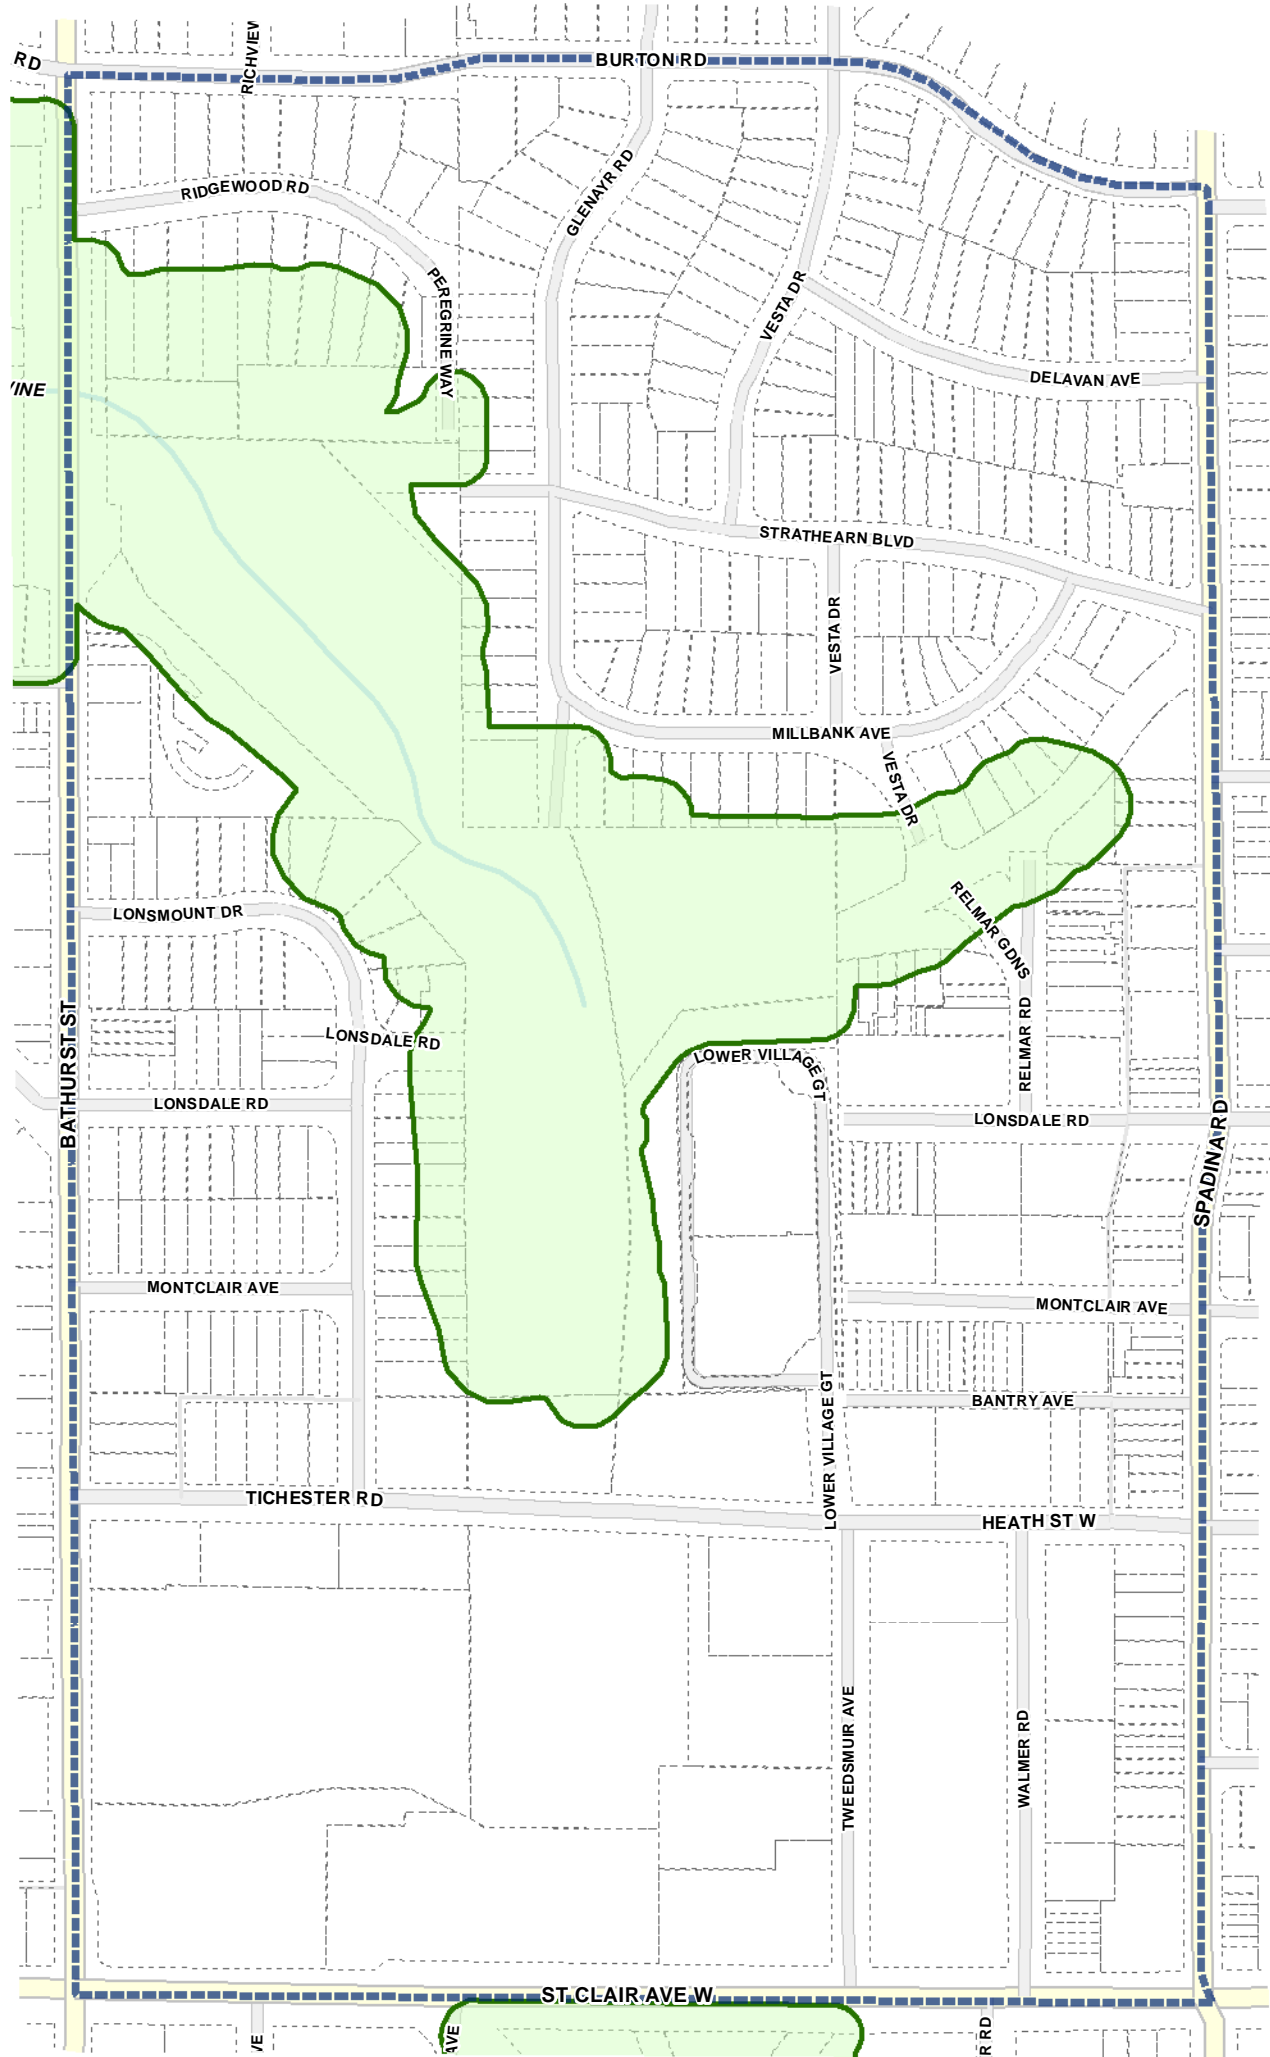 RD
RICHVIEW
BURTON RD
RIDGEWOOD RD
GLENAYR RD
PEREGRINE WAY
VESTA DR
DELAVAN AVE
VINE
STRATHEARN BLVD
VESTA DR
MILLBANK AVE
VESTA DR
LONSMOUNT DR
RELMAR GDNS
BATHURST ST
LONSDALE RD
RELMAR RD
LOWER VILLAGE GT
LONSDALE RD
LONSDALE RD
SPADINA RD
MONTCLAIR AVE
MONTCLAIR AVE
BANTRY AVE
LOWER VILLAGE GT
TICHESTER RD
HEATH ST W
TWEEDSMUIR AVE
WALMER RD
ST CLAIR AVE W
VE
AVE
R RD